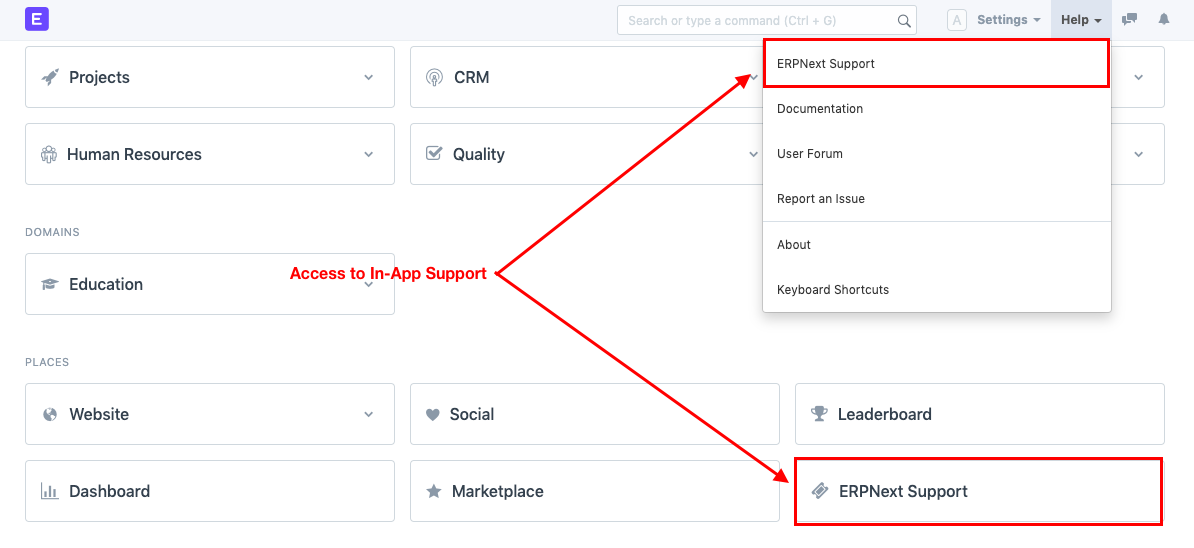 E
Search or type a command (Ctrl + G)
A
Settings
Help
Projects
CRM
ERPNext Support
Documentation
Human Resources
Quality
User Forum
Report an Issue
DOMAINS
About
Education
Access to In-App Support
Keyboard Shortcuts
PLACES
Website
Social
Leaderboard
Dashboard
Marketplace
ERPNext Support